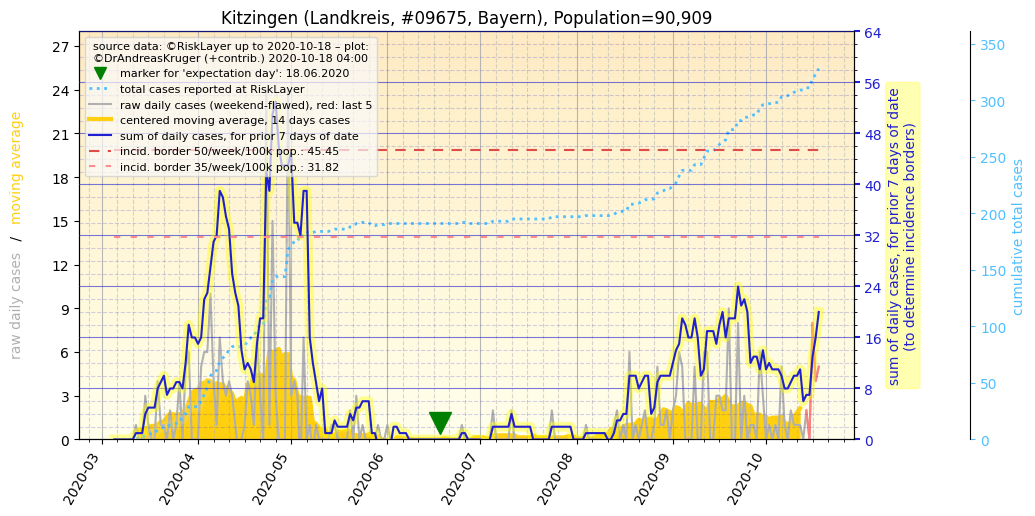 Kitzingen (Landkreis, #09675, Bayern), Population=90,909
source data: ©RiskLayer up to 2020-10-18 – plot:
©DrAndreasKruger (+contrib.) 2020-10-18 04:00
marker for 'expectation day': 18.06.2020
total cases reported at RiskLayer
raw daily cases (weekend-flawed), red: last 5
centered moving average, 14 days cases
sum of daily cases, for prior 7 days of date
incid. border 50/week/100k pop.: 45.45
incid. border 35/week/100k pop.: 31.82
raw daily cases / moving average
27
24
21
18
15
12
9
6
3
0
2020-03
2020-04
2020-05
2020-06
2020-07
2020-08
2020-09
2020-10
64
56
48
40
32
24
16
8
0
sum of daily cases, for prior 7 days of date
(to determine incidence borders)
350
300
250
200
150
100
50
0
cumulative total cases